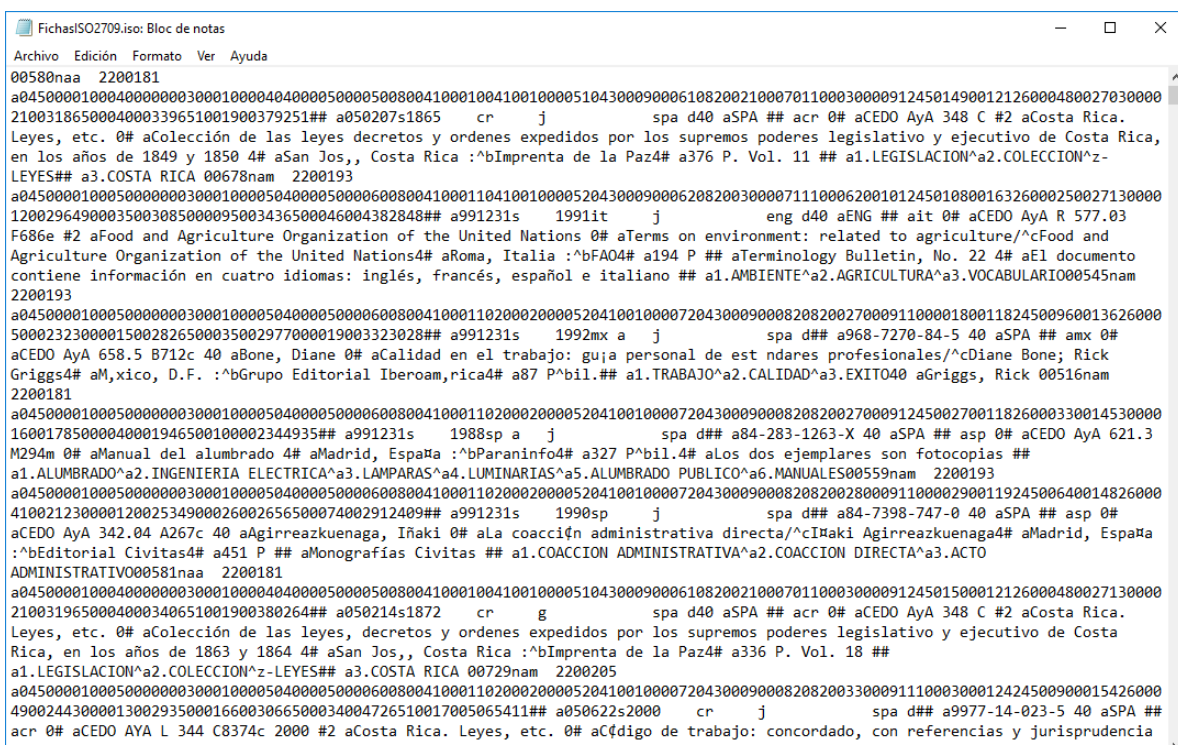 FichasISO2709.iso: Bloc de notas
Archivo Edición Formato Ver Ayuda
00580naa  2200181
a04500001000400000000300010000404000050000500800410001004100100005104300090006108200210007011000300009124501490012126000480027030000
2100318650004000339651001900379251## a050207s1865    cr     j             spa d40 aSPA ## acr 0# aCEDO AyA 348 C #2 aCosta Rica.
Leyes, etc. 0# aColección de las leyes decretos y ordenes expedidos por los supremos poderes legislativo y ejecutivo de Costa Rica,
en los años de 1849 y 1850 4# aSan Jos,, Costa Rica :^bImprenta de la Paz4# a376 P. Vol. 11 ## a1.LEGISLACION^a2.COLECCION^z-
LEYES## a3.COSTA RICA 00678nam  2200193
a04500001000500000000300010000504000050000600800410001104100100005204300090006208200300007111000620010124501080016326000250027130000
1200296490003500308500009500343650004600438​2848## a991231s    1991it     j             eng d40 aENG ## ait 0# aCEDO AyA R 577.03
F686e #2 aFood and Agriculture Organization of the United Nations 0# aTerms on environment: related to agriculture/^cFood and
Agriculture Organization of the United Nations4# aRoma, Italia :^bFAO4# a194 P ## aTerminology Bulletin, No. 22 4# aEl documento
contiene información en cuatro idiomas: inglés, francés, español e italiano ## a1.AMBIENTE^a2.AGRICULTURA^a3.VOCABULARIO00545nam
2200193
a04500001000500000000300010000504000050000600800410001102000200005204100100007204300090008208200270009110000180011824500960013626000
5000232300001500282650003500297700001900332​3028## a991231s    1992mx a   j             spa d## a968-7270-84-5 40 aSPA ## amx 0#
aCEDO AyA 658.5 B712c 40 aBone, Diane 0# aCalidad en el trabajo: gu¡a personal de est ndares profesionales/^cDiane Bone; Rick
Griggs4# aM,xico, D.F. :^bGrupo Editorial Iberoam,rica4# a87 P^bil.## a1.TRABAJO^a2.CALIDAD^a3.EXITO40 aGriggs, Rick 00516nam
2200181
a04500001000500000000300010000504000050000600800410001102000200005204100100007204300090008208200270009124500270011826000330014530000
1600178500004000194650010000234​4935## a991231s    1988sp a   j             spa d## a84-283-1263-X 40 aSPA ## asp 0# aCEDO AyA 621.3
M294m 0# aManual del alumbrado 4# aMadrid, Espa¤a :^bParaninfo4# a327 P^bil.4# aLos dos ejemplares son fotocopias ##
a1.ALUMBRADO^a2.INGENIERIA ELECTRICA^a3.LAMPARAS^a4.LUMINARIAS^a5.ALUMBRADO PUBLICO^a6.MANUALES00559nam  2200193
a04500001000500000000300010000504000050000600800410001102000200005204100100007204300090008208200280009110000290011924500640014826000
4100212300001200253490002600265650007400291​2409## a991231s    1990sp     j             spa d## a84-7398-747-0 40 aSPA ## asp 0#
aCEDO AyA 342.04 A267c 40 aAgirreazkuenaga, Iñaki 0# aLa coacci¢n administrativa directa/^cI¤aki Agirreazkuenaga4# aMadrid, Espa¤a
:^bEditorial Civitas4# a451 P ## aMonografías Civitas ## a1.COACCION ADMINISTRATIVA^a2.COACCION DIRECTA^a3.ACTO
ADMINISTRATIVO00581naa  2200181
a04500001000400000000300010000404000050000500800410001004100100005104300090006108200210007011000300009124501500012126000480027130000
2100319650004000340651001900380264## a050214s1872    cr     g             spa d40 aSPA ## acr 0# aCEDO AyA 348 C #2 aCosta Rica.
Leyes, etc. 0# aColección de las leyes, decretos y ordenes expedidos por los supremos poderes legislativo y ejecutivo de Costa
Rica, en los años de 1863 y 1864 4# aSan Jos,, Costa Rica :^bImprenta de la Paz4# a336 P. Vol. 18 ##
a1.LEGISLACION^a2.COLECCION^z-LEYES## a3.COSTA RICA 00729nam  2200205
a04500001000500000000300010000504000050000600800410001102000200005204100100007204300090008208200330009111000300012424500900015426000
4900244300001300293500016600306650003400472651001700506​5411## a050622s2000    cr     j             spa d## a9977-14-023-5 40 aSPA ##
acr 0# aCEDO AYA L 344 C8374c 2000 #2 aCosta Rica. Leyes, etc. 0# aC¢digo de trabajo: concordado, con referencias y jurisprudencia